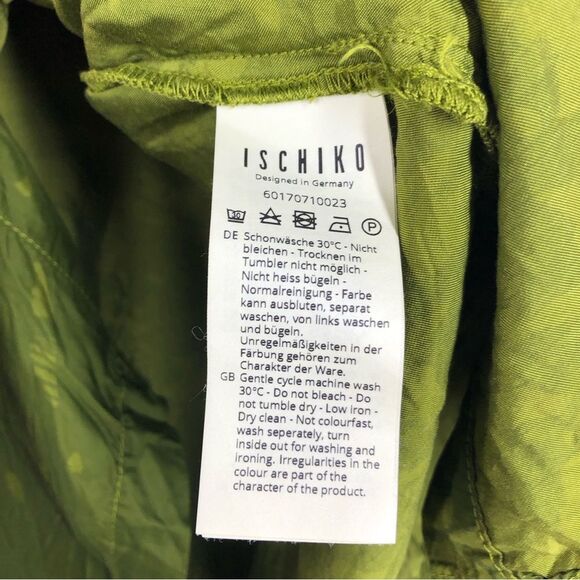 ISCHIKO
Designed in Germany
60170710023
30 P
DE Schonwäsche 30°C - Nicht
bleichen - Trocknen im
Tumbler nicht möglich -
Nicht heiss bügeln -
Normalreinigung - Farbe
kann ausbluten, separat
waschen, von links waschen
und bügeln.
Unregelmäßigkeiten in der
Färbung gehören zum
Charakter der Ware.
GB Gentle cycle machine wash
30°C - Do not bleach - Do
not tumble dry - Low iron -
Dry clean - Not colourfast,
wash seperately, turn
inside out for washing and
ironing. Irregularities in the
colour are part of the
character of the product.